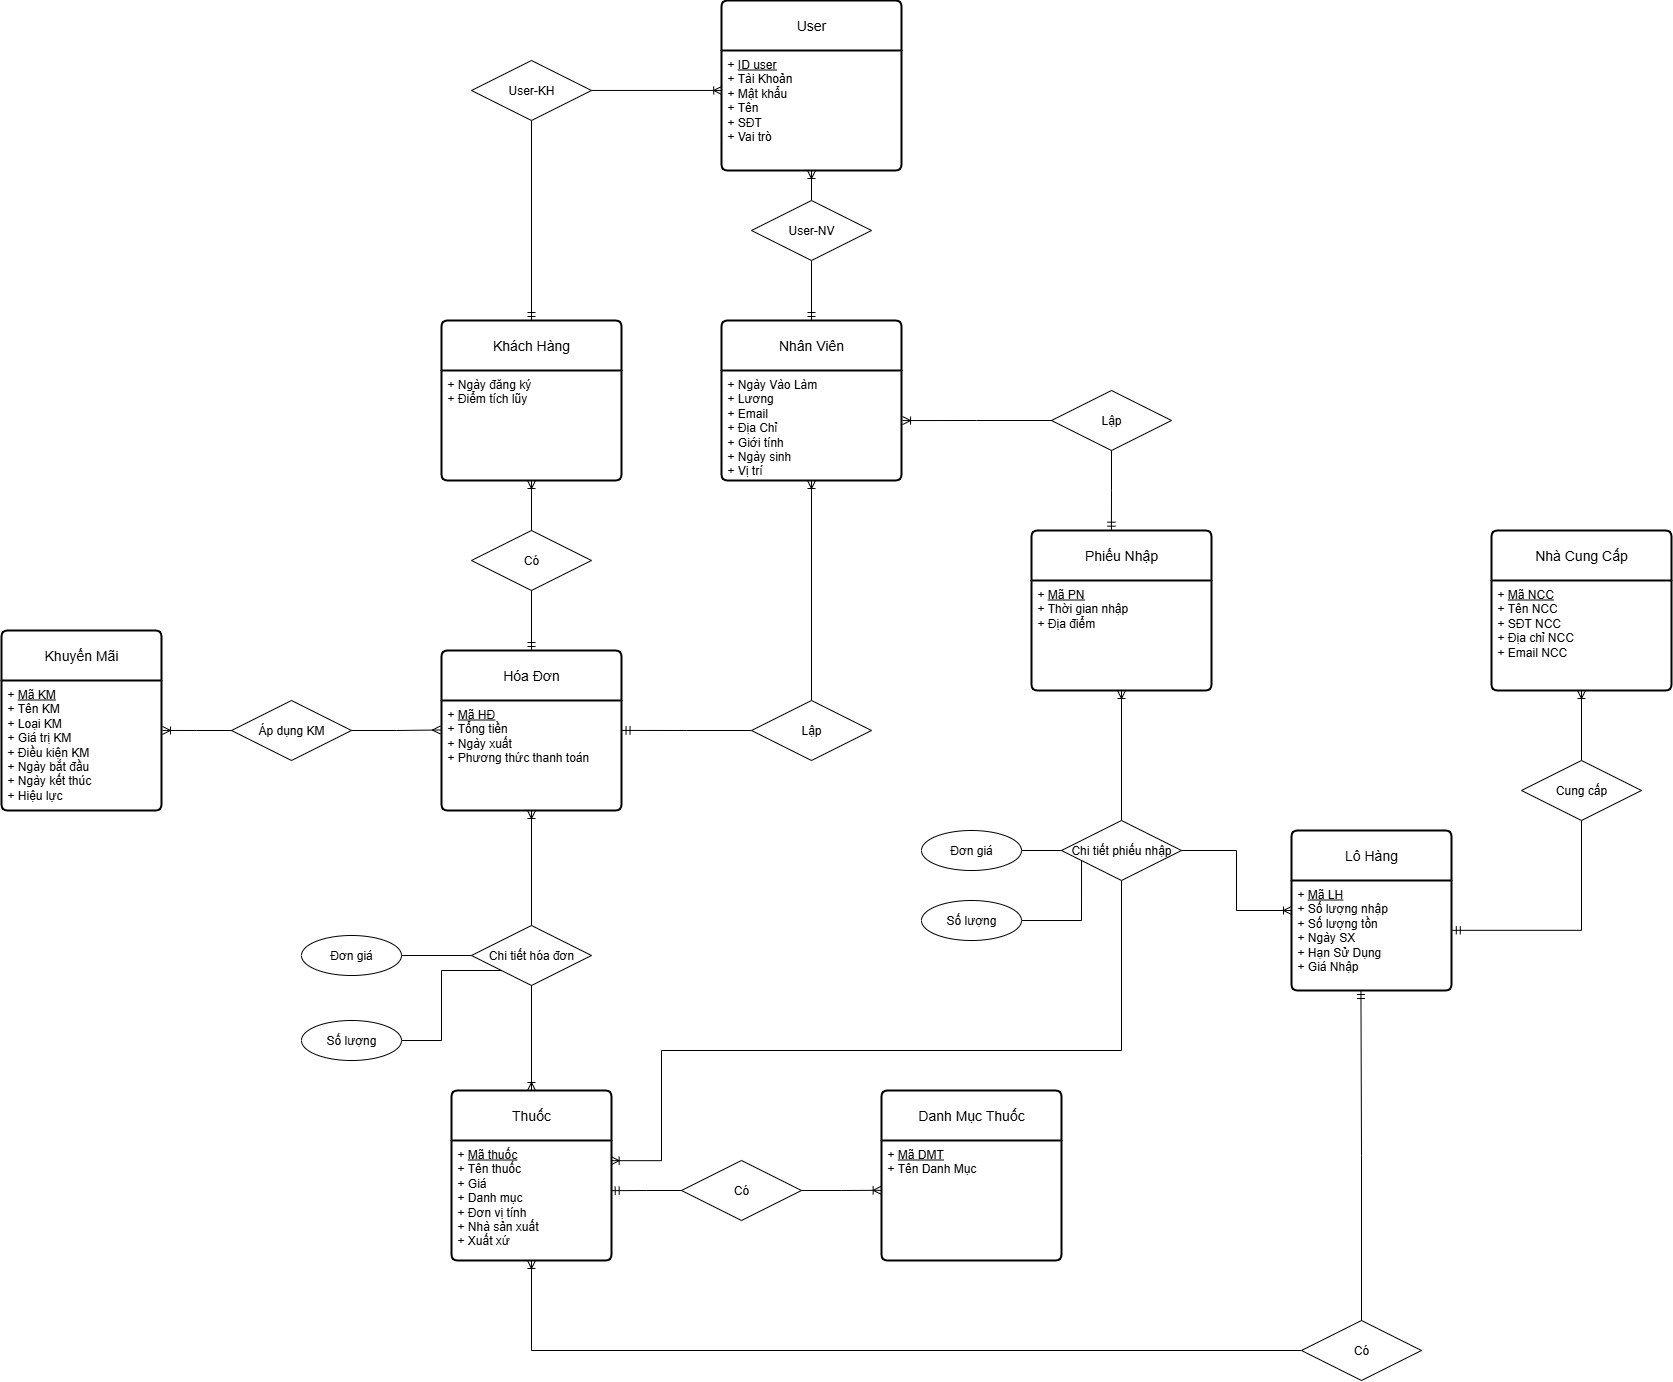 User
+ ID user
+ Tài Khoản
+ Mật khẩu
+ Tên
+ SĐT
+ Vai trò
User-KH
User-NV
Khách Hàng
+ Ngày đăng ký
+ Điểm tích lũy
Nhân Viên
+ Ngày Vào Làm
+ Lương
+ Email
+ Địa Chỉ
+ Giới tính
+ Ngày sinh
+ Vị trí
Lập
Có
Phiếu Nhập
+ Mã PN
+ Thời gian nhập
+ Địa điểm
Nhà Cung Cấp
+ Mã NCC
+ Tên NCC
+ SĐT NCC
+ Địa chỉ NCC
+ Email NCC
Khuyến Mãi
+ Mã KM
+ Tên KM
+ Loại KM
+ Giá trị KM
+ Điều kiện KM
+ Ngày bắt đầu
+ Ngày kết thúc
+ Hiệu lực
Áp dụng KM
Hóa Đơn
+ Mã HĐ
+ Tổng tiền
+ Ngày xuất
+ Phương thức thanh toán
Lập
Cung cấp
Đơn giá
Chi tiết phiếu nhập
Số lượng
Lô Hàng
+ Mã LH
+ Số lượng nhập
+ Số lượng tồn
+ Ngày SX
+ Hạn Sử Dụng
+ Giá Nhập
Đơn giá
Chi tiết hóa đơn
Số lượng
Thuốc
+ Mã thuốc
+ Tên thuốc
+ Giá
+ Danh mục
+ Đơn vị tính
+ Nhà sản xuất
+ Xuất xứ
Có
Danh Mục Thuốc
+ Mã DMT
+ Tên Danh Mục
Có